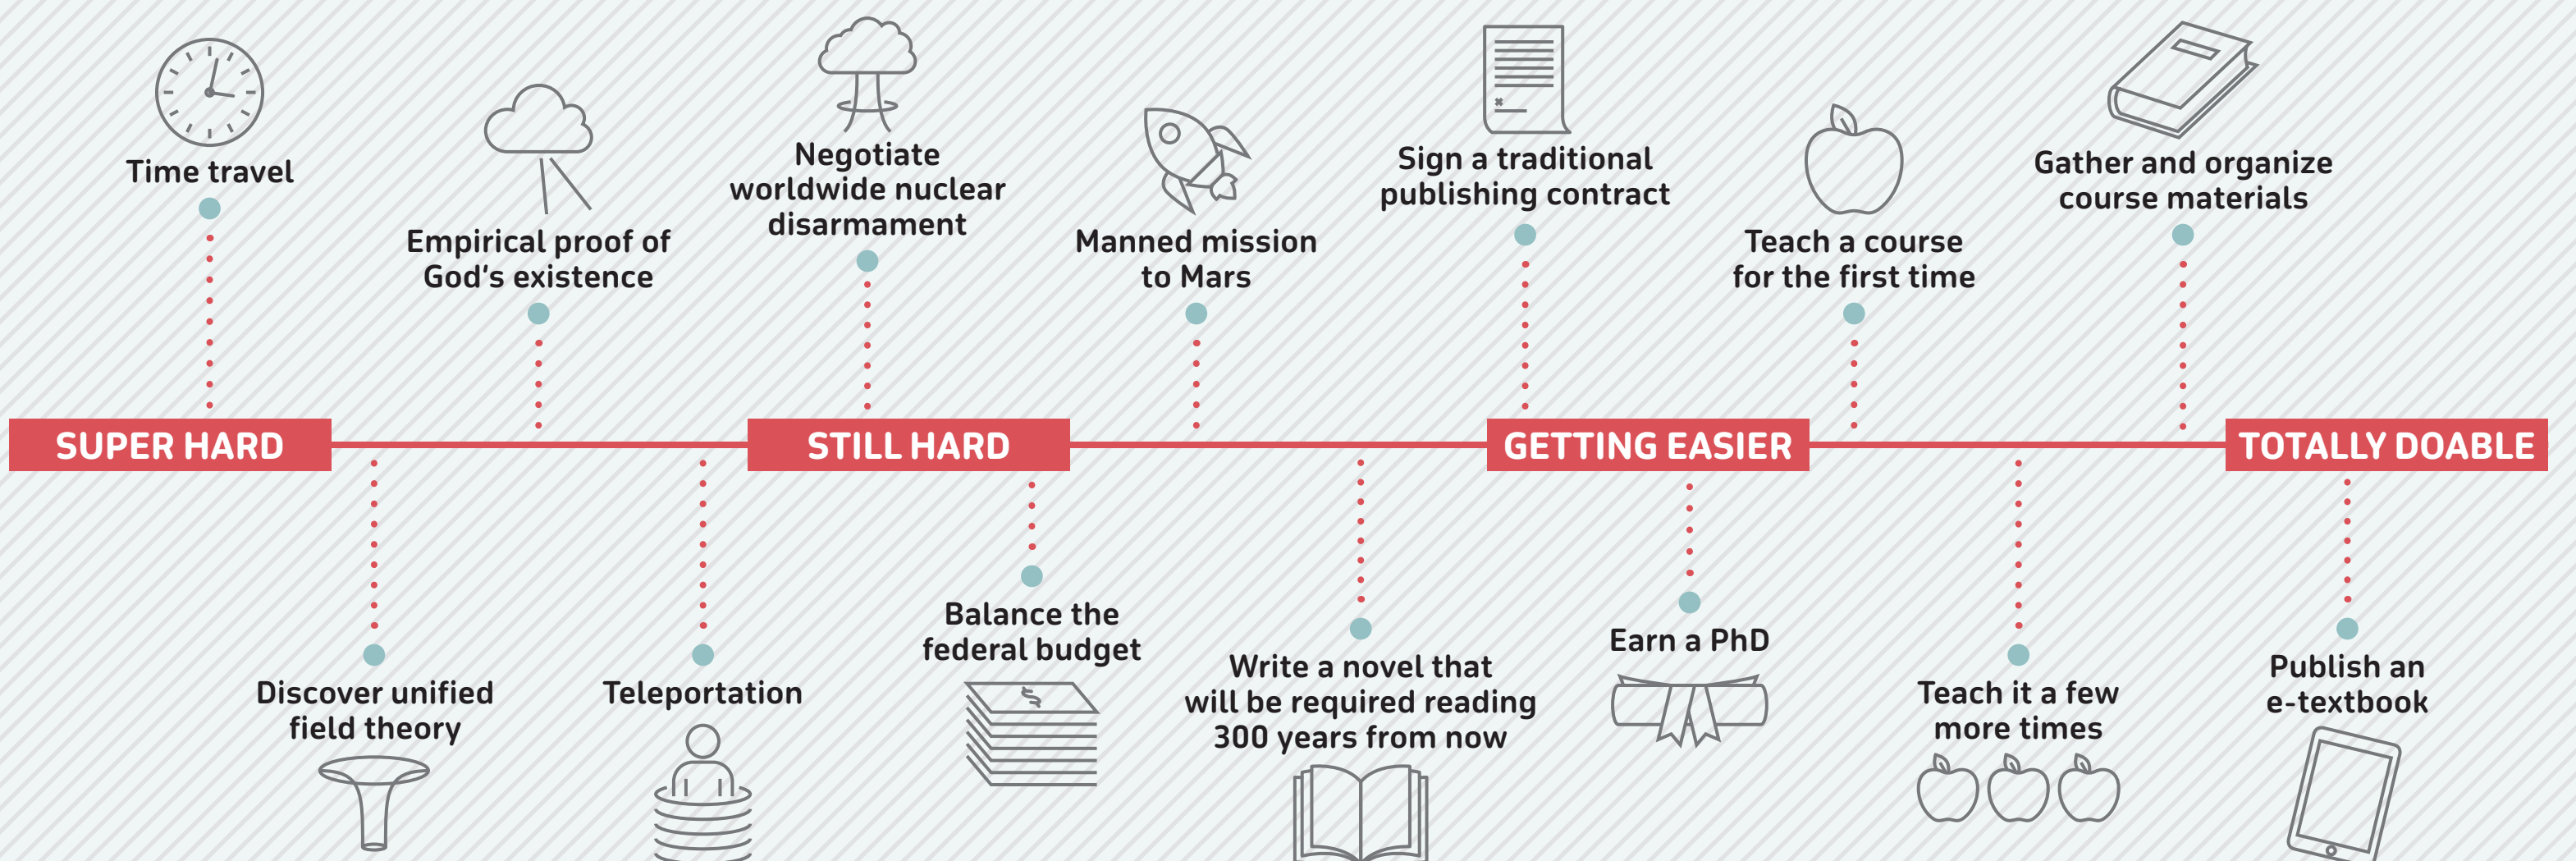 Time travel
Empirical proof of
God's existence
Negotiate
worldwide nuclear
disarmament
Manned mission
to Mars
Sign a traditional
publishing contract
Teach a course
for the first time
Gather and organize
course materials
SUPER HARD
STILL HARD
GETTING EASIER
TOTALLY DOABLE
Discover unified
field theory
Teleportation
Balance the
federal budget
$
Write a novel that
will be required reading
300 years from now
Earn a PhD
Teach it a few
more times
Publish an
e-textbook